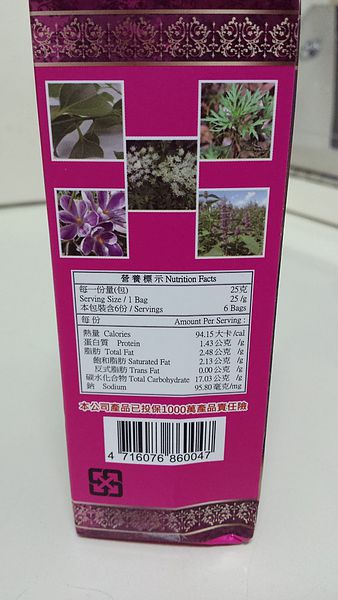 營養標示 Nutrition Facts
每一份量(包) 25克
Serving Size / 1 Bag 25 /g
本包裝含6份 / Servings 6 Bags
每 份 Amount Per Serving :
熱量 Calories 94.15 大卡 /cal
蛋白質 Protein 1.43 公克 /g
脂肪 Total Fat 2.48 公克 /g
飽和脂肪 Saturated Fat 2.13 公克 /g
反式脂肪 Trans Fat 0.00 公克 /g
碳水化合物 Total Carbohydrate 17.03 公克 /g
鈉 Sodium 95.80 毫克/mg
本公司產品已投保1000萬產品責任險
4 716076 860047